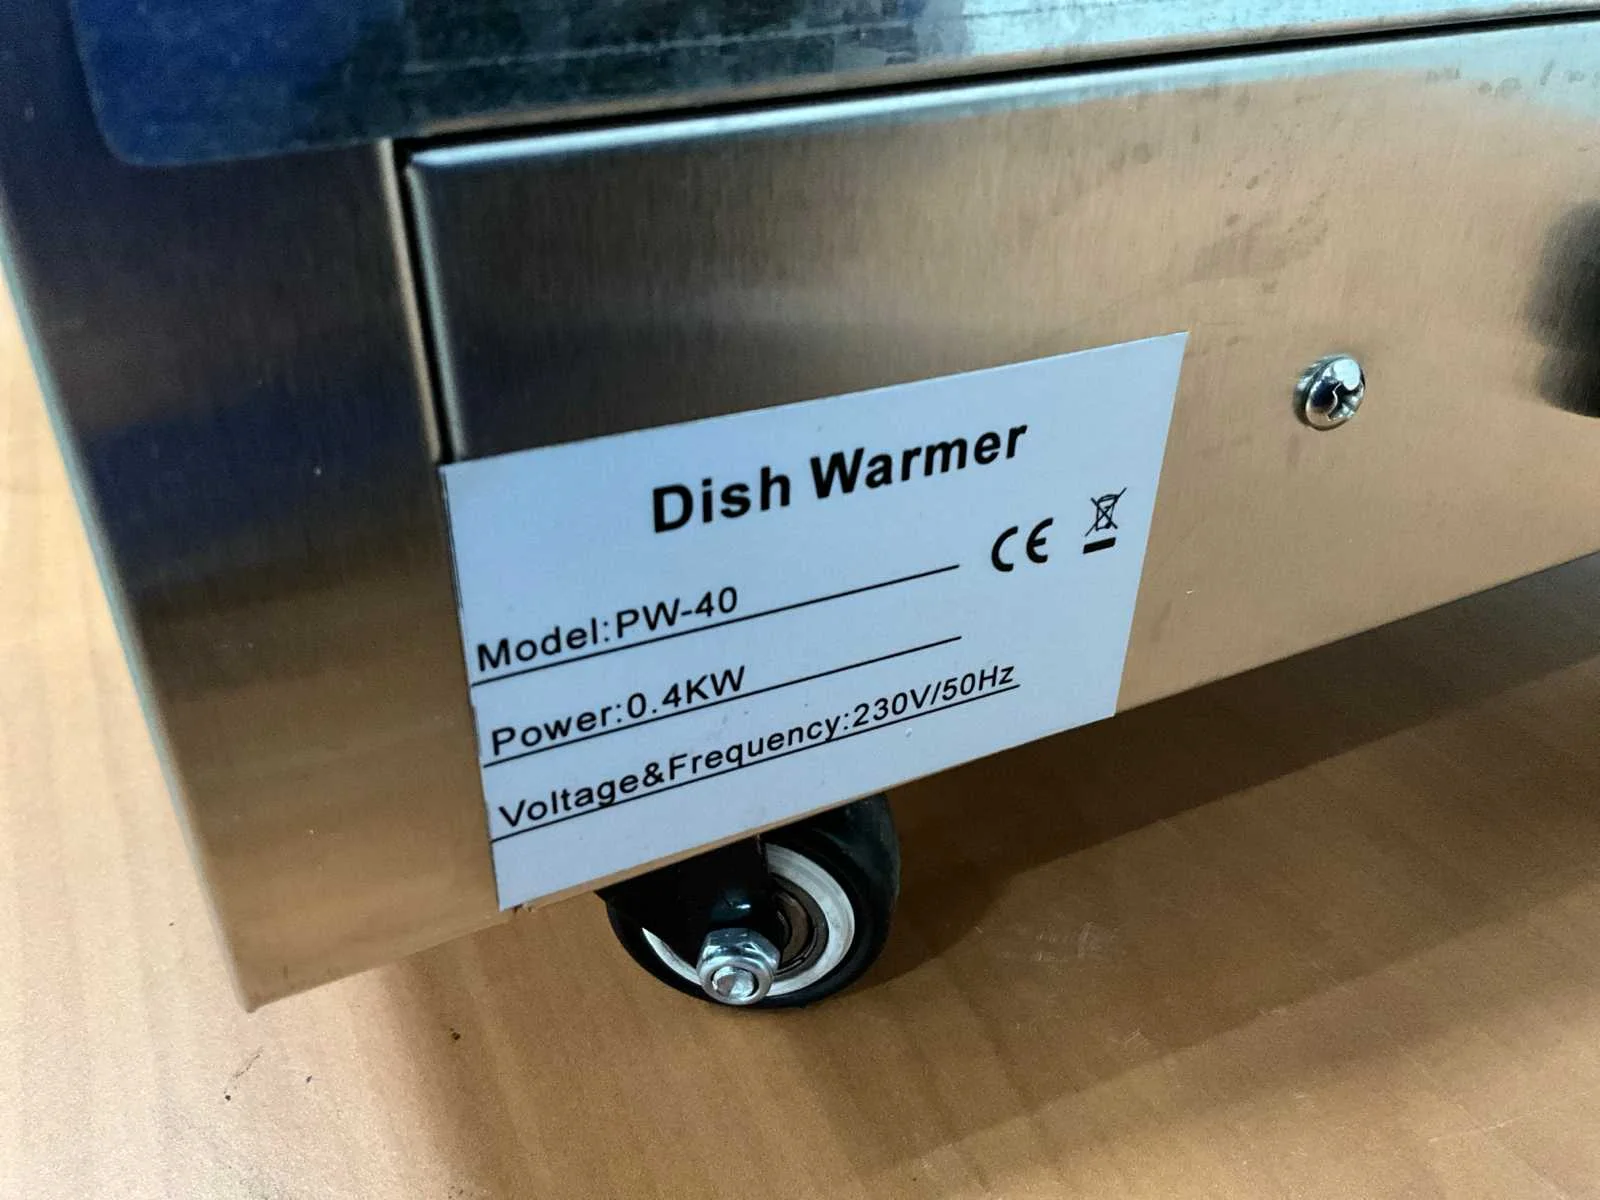 Dish Warmer
CE
Model:PW-40
Power:0.4KW
Voltage&Frequency:230V/50Hz